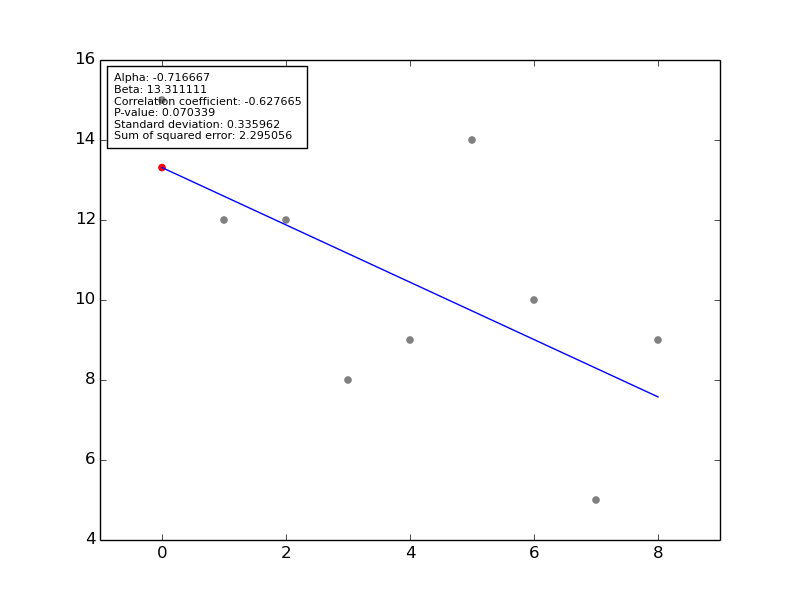 16
Alpha: -0.716667
Beta: 13.311111
Correlation coefficient: -0.627665
P-value: 0.070339
Standard deviation: 0.335962
Sum of squared error: 2.295056
14
12
10
8
6
4
0 2 4 6 8